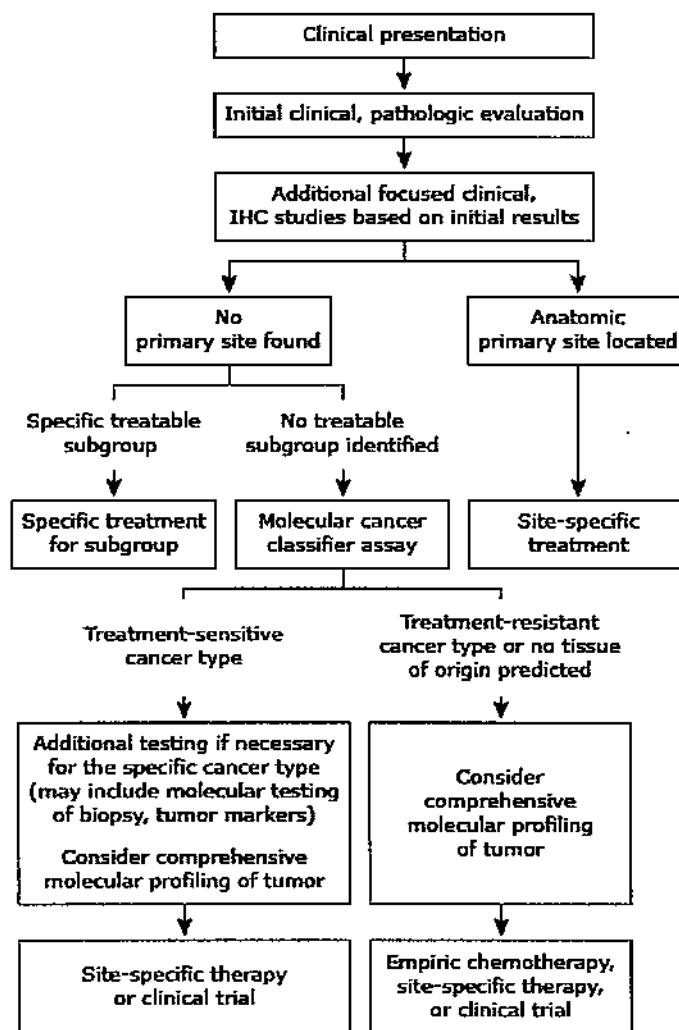 Clinical presentation
Initial clinical, pathologic evaluation
Additional focused clinical,
IHC studies based on initial results
No
primary site found
Anatomic
primary site located
Specific treatable
subgroup
No treatable
subgroup identified
Specific treatment
for subgroup
Molecular cancer
classifier assay
Site-specific
treatment
Treatment-sensitive
cancer type
Treatment-resistant
cancer type or no tissue
of origin predicted
Additional testing if necessary
for the specific cancer type
(may include molecular testing
of biopsy, tumor markers)
Consider comprehensive
molecular profiling of tumor
Consider
comprehensive
molecular profiling
of tumor
Site-specific therapy
or clinical trial
Empiric chemotherapy,
site-specific therapy,
or clinical trial